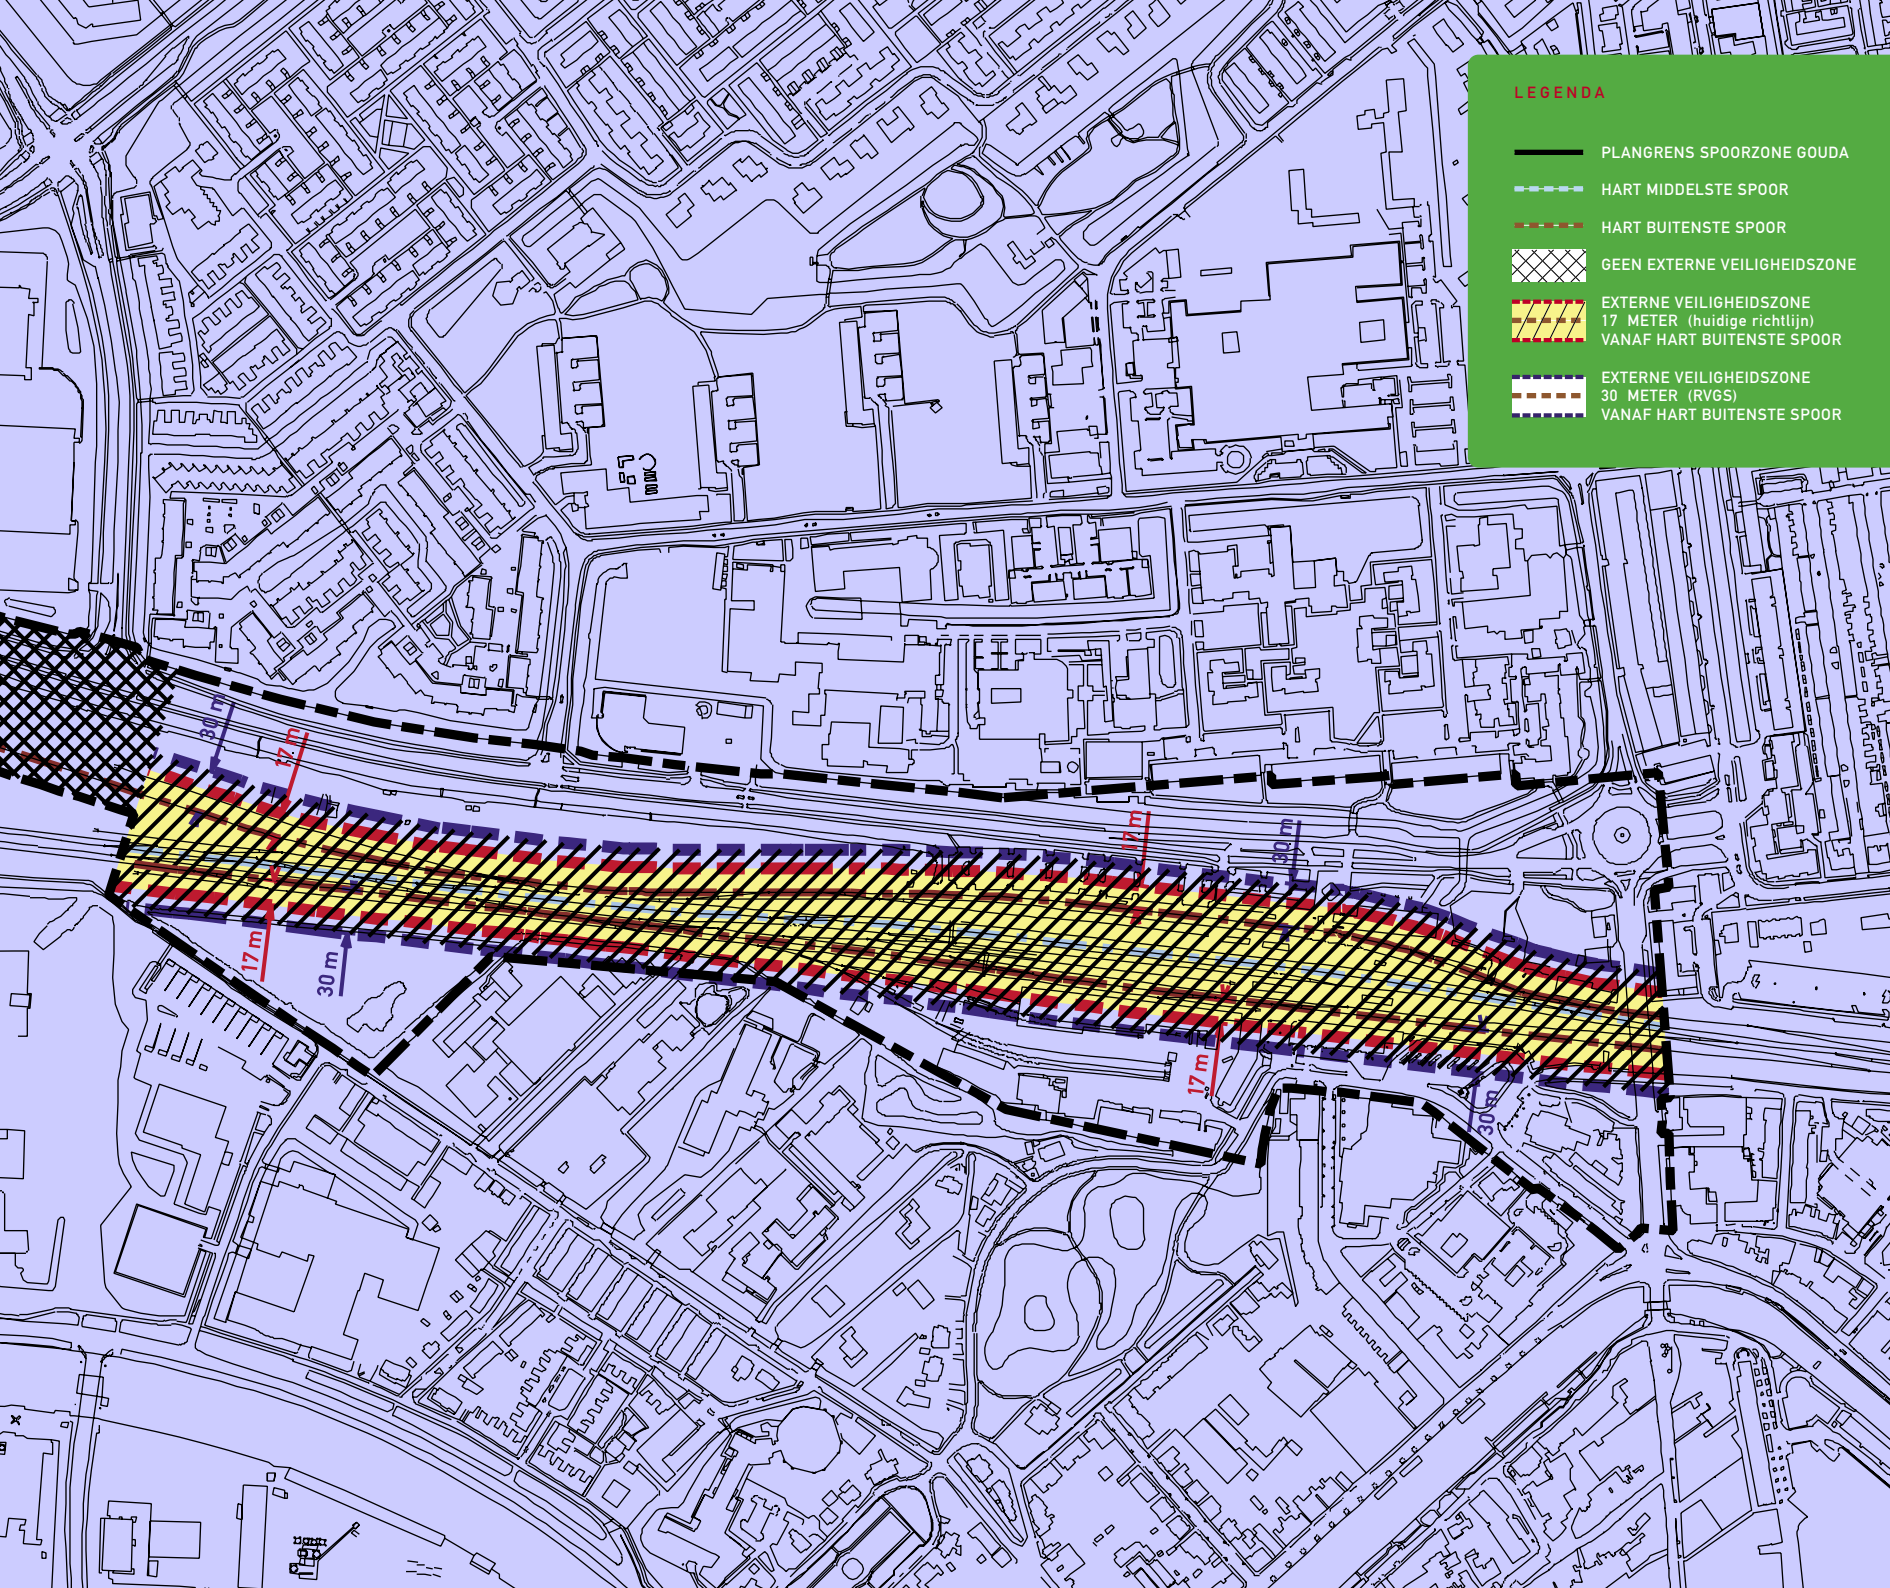 LEGENDA
PLANGRENS SPOORZONE GOUDA
HART MIDDELSTE SPOOR
HART BUITENSTE SPOOR
GEEN EXTERNE VEILIGHEIDSZONE
EXTERNE VEILIGHEIDSZONE
17 METER (huidige richtlijn)
VANAF HART BUITENSTE SPOOR
EXTERNE VEILIGHEIDSZONE
30 METER (RVGS)
VANAF HART BUITENSTE SPOOR
30 m
17 m
17 m
30 m
17 m
30 m
17 m
30 m